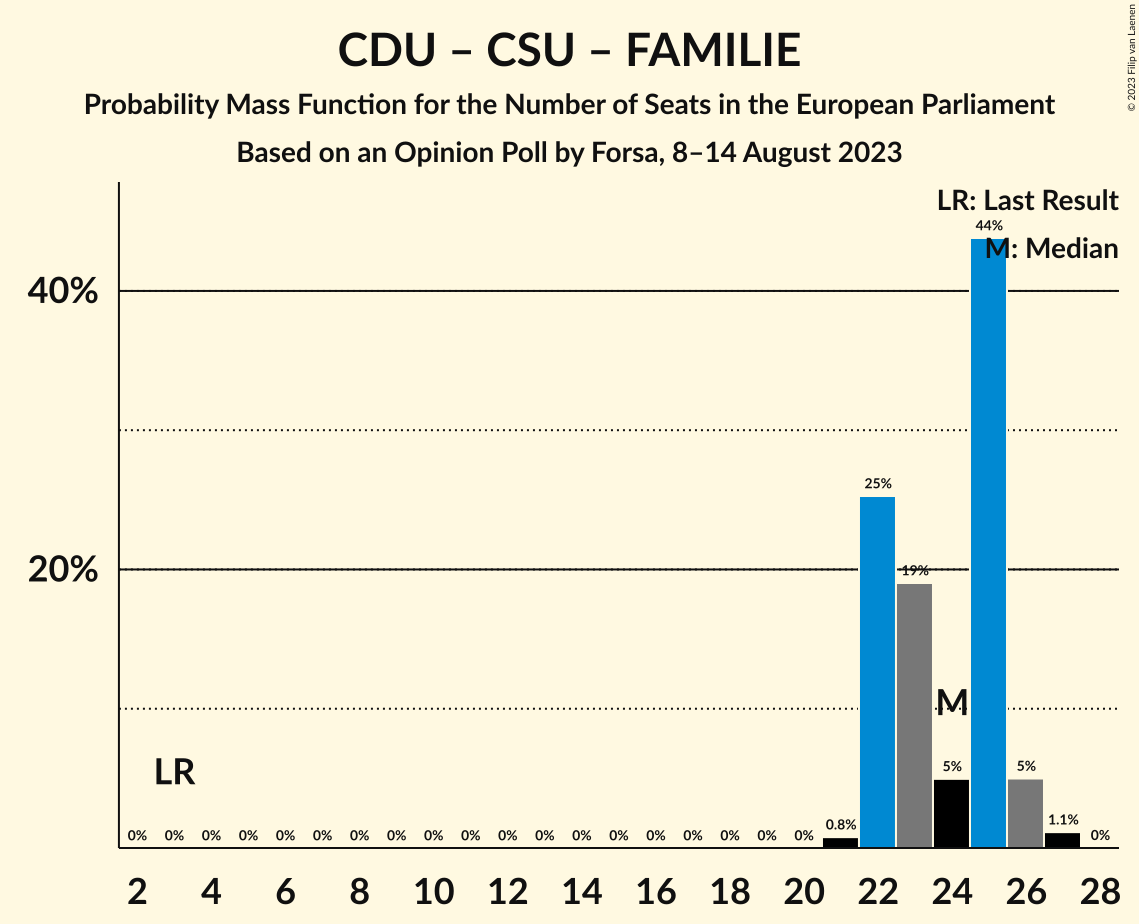 CDU – CSU – FAMILIE
Probability Mass Function for the Number of Seats in the European Parliament
Based on an Opinion Poll by Forsa, 8–14 August 2023
© 2023 Filip van Laenen
LR: Last Result
M: Median
44%
40%
25%
20%
19%
M
LR
5%
5%
0% 0% 0% 0% 0% 0% 0% 0% 0% 0% 0% 0% 0% 0% 0% 0% 0% 0% 0% 0.8% 1.1% 0%
2 4 6 8 10 12 14 16 18 20 22 24 26 28